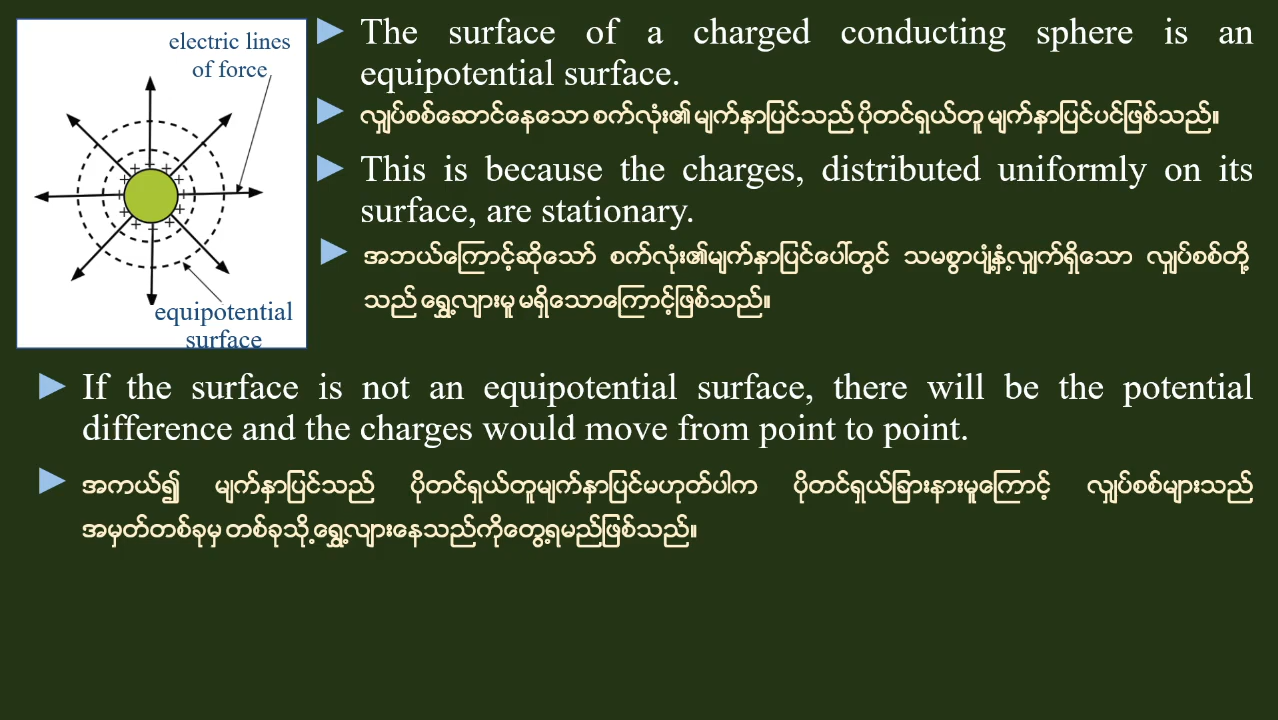 electric lines
of force
equipotential
surface
The surface of a charged conducting sphere is an
equipotential surface.
လျှပ်စစ်ဆောင်နေသော စက်လုံး၏ မျက်နှာပြင်သည် ပိုတင်ရှယ်တူ မျက်နှာပြင်ပင်ဖြစ်သည်။
This is because the charges, distributed uniformly on its
surface, are stationary.
အဘယ်ကြောင့်ဆိုသော် စက်လုံး၏မျက်နှာပြင်ပေါ်တွင် သမစွာပျံ့နှံ့လျှက်ရှိသော လျှပ်စစ်တို့
သည် ရွှေ့လျားမှု မရှိသောကြောင့်ဖြစ်သည်။
If the surface is not an equipotential surface, there will be the potential
difference and the charges would move from point to point.
အကယ်၍ မျက်နှာပြင်သည် ပိုတင်ရှယ်တူမျက်နှာပြင်မဟုတ်ပါက ပိုတင်ရှယ်ခြားနားမှုကြောင့် လျှပ်စစ်များသည်
အမှတ်တစ်ခုမှ တစ်ခုသို့ ရွှေ့လျားနေသည်ကိုတွေ့ရမည်ဖြစ်သည်။